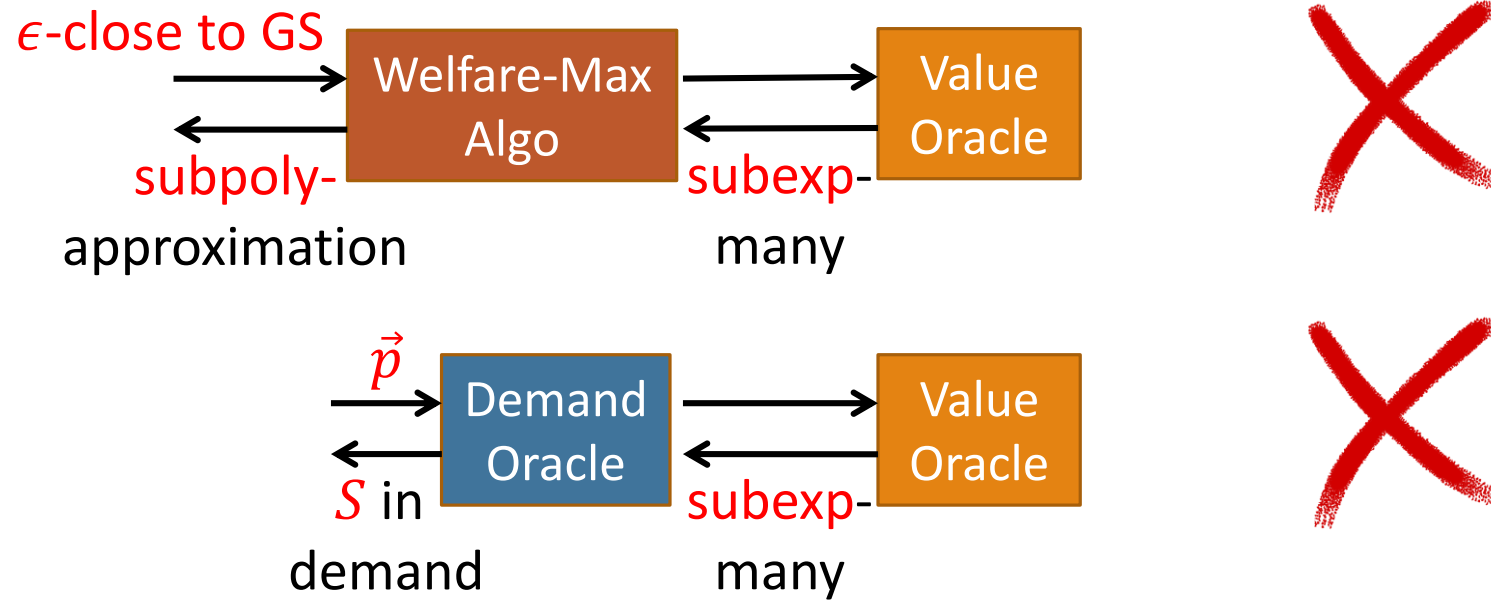 ϵ-close to GS
Welfare-Max
Algo
Value
Oracle
subpoly-
approximation
subexp-
many
p⃗
Demand
Oracle
Value
Oracle
S in
demand
subexp-
many